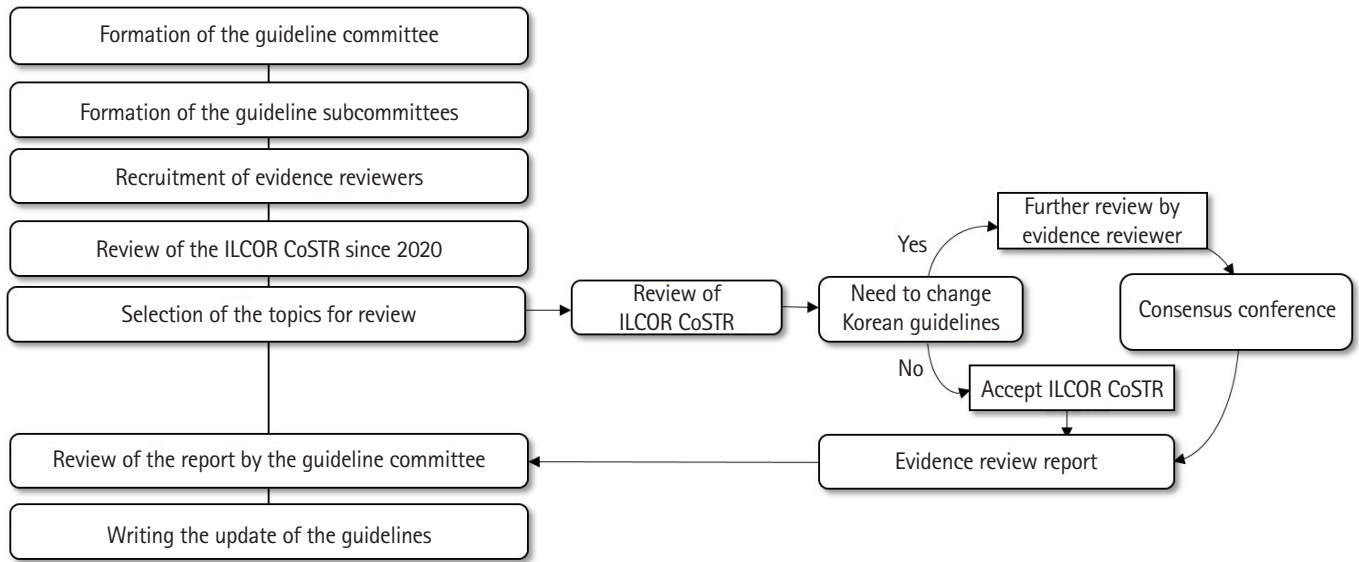 Formation of the guideline committee
Formation of the guideline subcommittees
Recruitment of evidence reviewers
Review of the ILCOR CoSTR since 2020
Selection of the topics for review
Review of
ILCOR CoSTR
Need to change
Korean guidelines
Yes
Further review by
evidence reviewer
Consensus conference
No
Accept ILCOR CoSTR
Evidence review report
Review of the report by the guideline committee
Writing the update of the guidelines